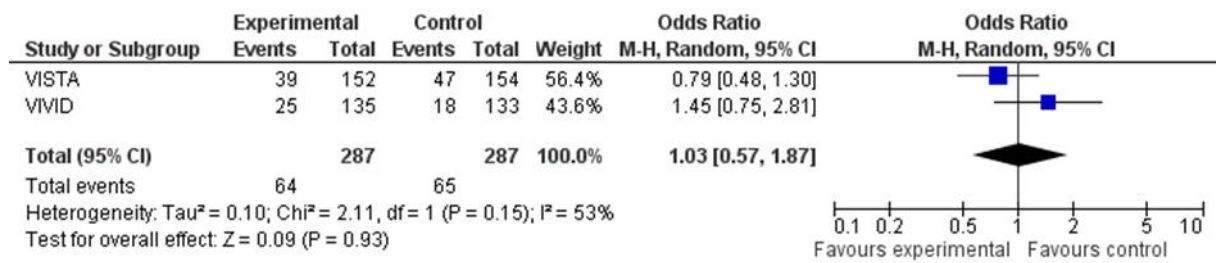 Experimental Control Odds Ratio Odds Ratio
Study or Subgroup Events Total Events Total Weight M-H, Random, 95% CI M-H, Random, 95% CI
VISTA 39 152 47 154 56.4% 0.79 [0.48, 1.30]
VIVID 25 135 18 133 43.6% 1.45 [0.75, 2.81]
Total (95% CI) 287 287 100.0% 1.03 [0.57, 1.87]
Total events 64 65
Heterogeneity: Tau² = 0.10; Chi² = 2.11, df = 1 (P = 0.15); I² = 53%
Test for overall effect: Z = 0.09 (P = 0.93)
0.1 0.2 0.5 1 2 5 10
Favours experimental Favours control